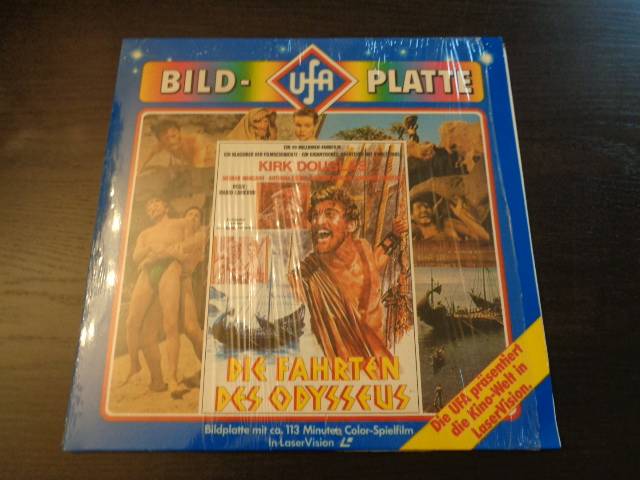 BILD- UFA PLATTE
KIRK DOUGLAS
DIE FAHRTEN
DES ODYSSEUS
Die UFA präsentiert
die Kino-Welt in
LaserVision.
Bildplatte mit ca. 113 Minuten Color-Spielfilm
In LaserVision